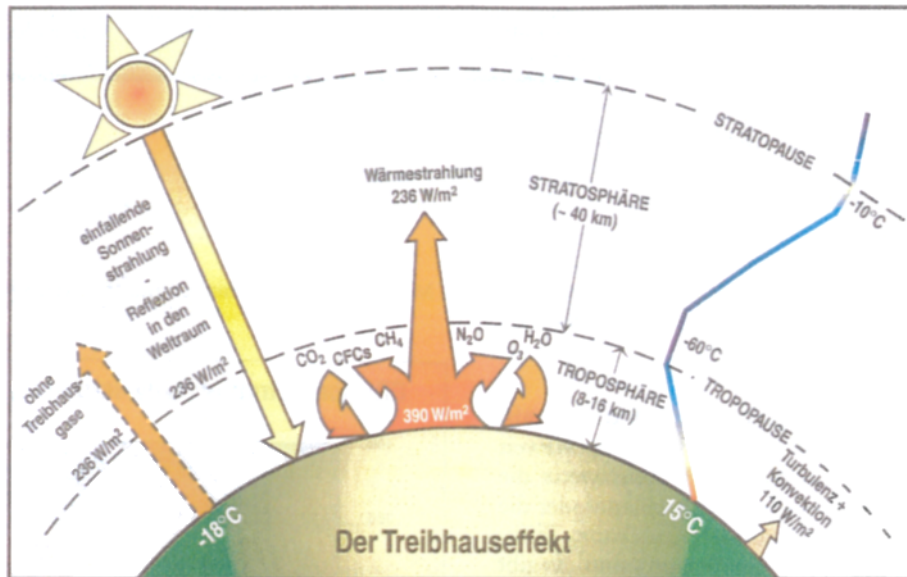 STRATOPAUSE
Wärmestrahlung
236 W/m²
STRATOSPHÄRE
(~ 40 km)
-10°C
einfallende
Sonnen-
strahlung
-
Reflexion
in den
Weltraum
236 W/m²
ohne
Treibhaus-
gase
236 W/m²
-18°C
CO₂
CFCs
CH₄
N₂O
O₃
H₂O
390 W/m²
TROPOSPHÄRE
(8-16 km)
-60°C
TROPOPAUSE
15°C
Turbulenz +
Konvektion
110 W/m²
Der Treibhauseffekt